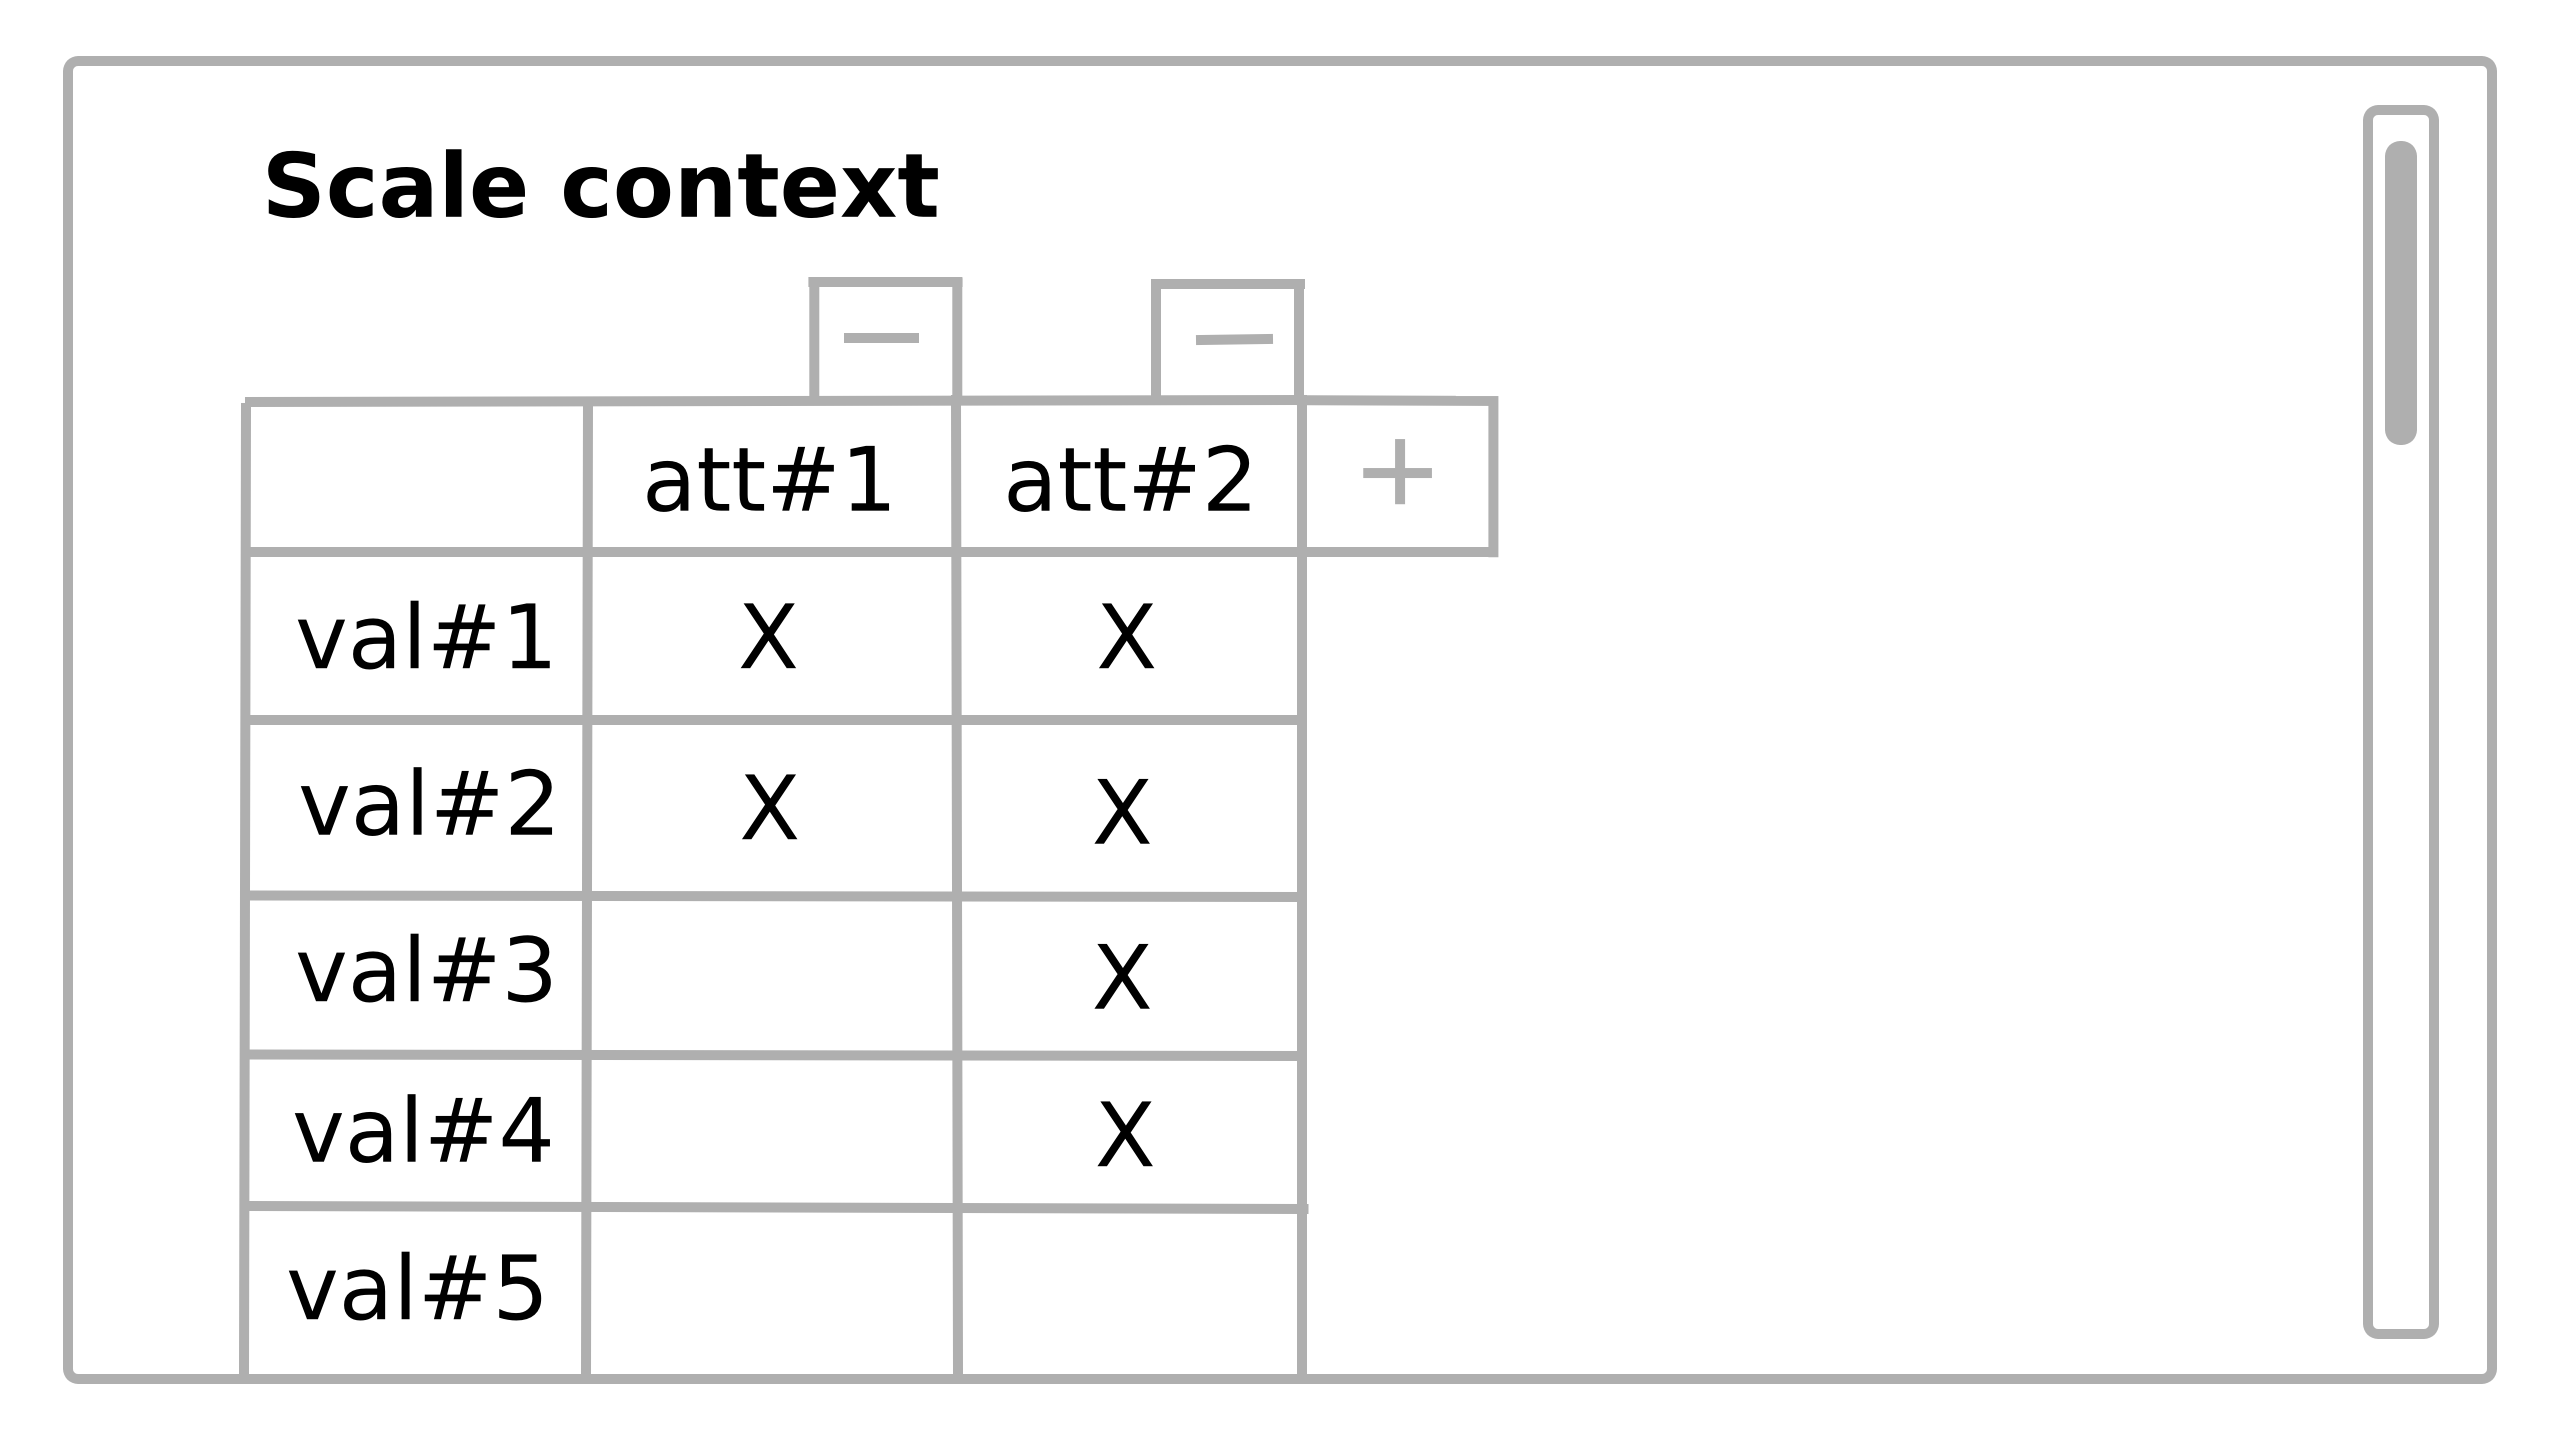 Scale context
— —
att#1 att#2 +
val#1 X X
val#2 X X
val#3 X
val#4 X
val#5